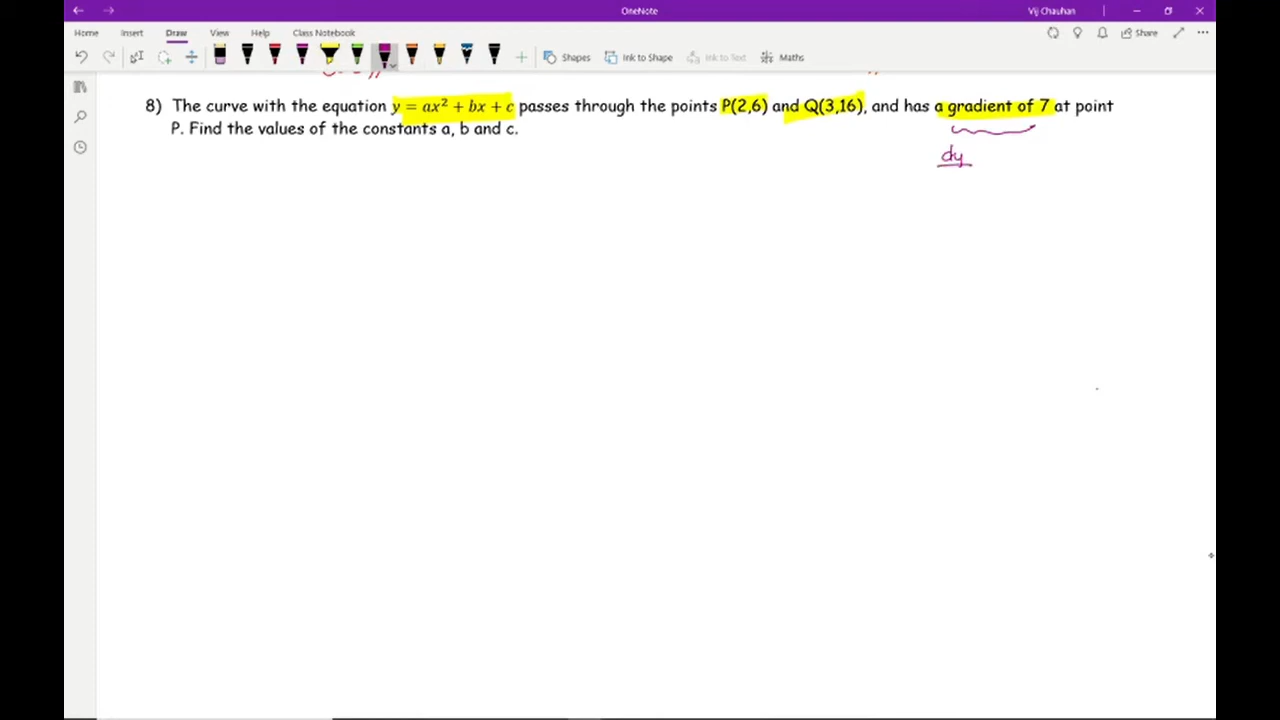 OneNote
Vij Chauhan
Home Insert Draw View Help Class Notebook
Share
Shapes Ink to Shape Ink to Text Maths
8) The curve with the equation y = ax² + bx + c passes through the points P(2,6) and Q(3,16), and has a gradient of 7 at point
P. Find the values of the constants a, b and c.
dy